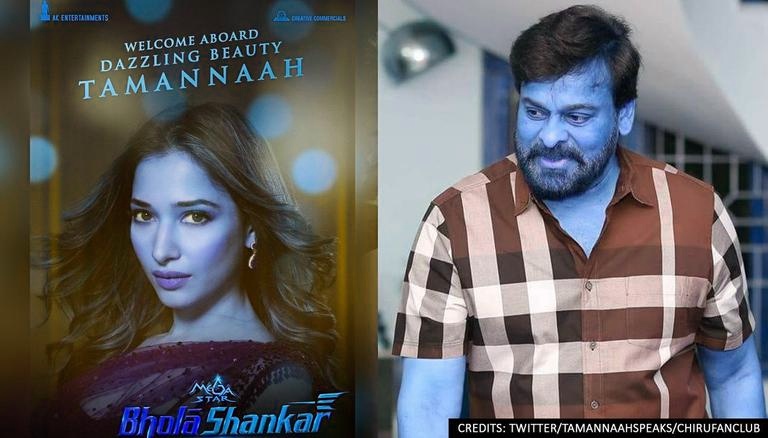 AK ENTERTAINMENTS
CREATIVE COMMERCIALS
WELCOME ABOARD
DAZZLING BEAUTY
TAMANNAAH
MEGA
STAR
Bhola Shankar
CREDITS: TWITTER/TAMANNAAHSPEAKS/CHIRUFANCLUB